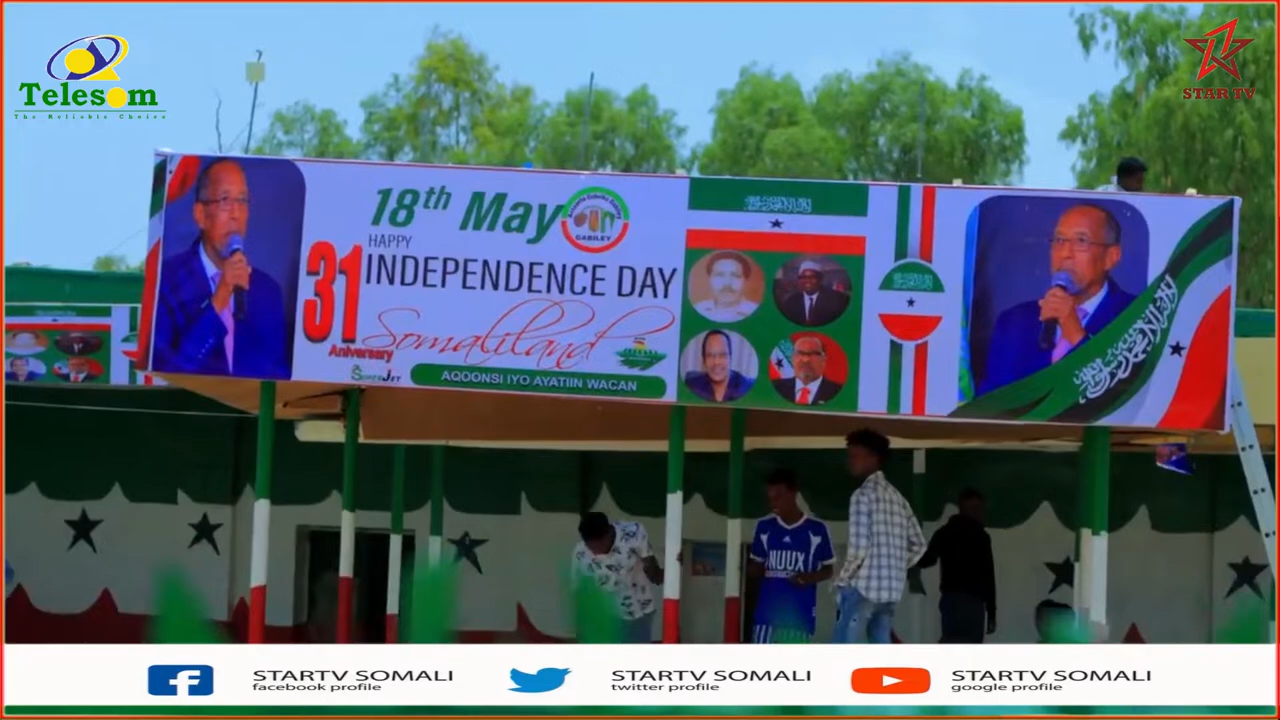 Telesom
The Reliable Choice
STAR TV
18th May
HAPPY
31 INDEPENDENCE DAY
Aniversary
Somaliland
GABILEY
AQOONSI IYO AYATIIN WACAN
NUUX
STARTV SOMALI
facebook profile
STARTV SOMALI
twitter profile
STARTV SOMALI
google profile